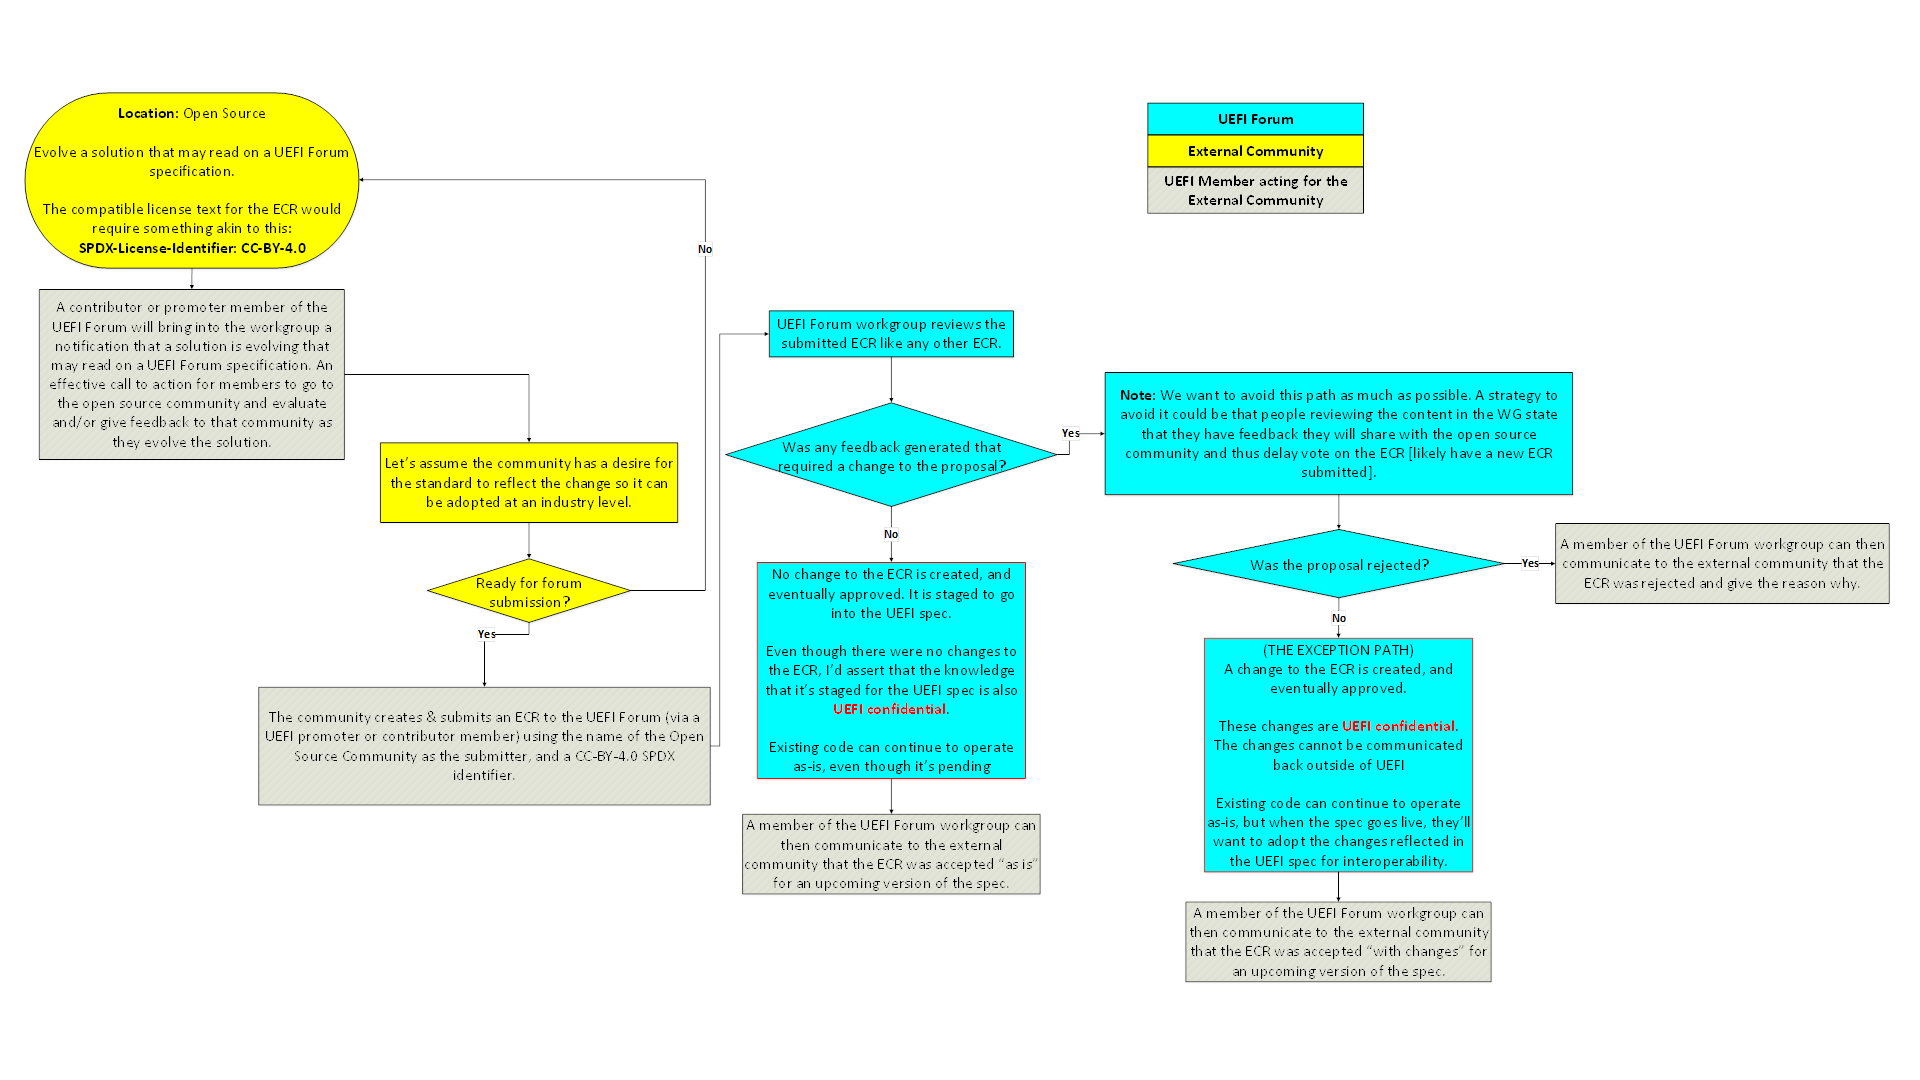 Location: Open Source
Evolve a solution that may read on a UEFI Forum
specification.
The compatible license text for the ECR would
require something akin to this:
SPDX-License-Identifier: CC-BY-4.0
A contributor or promoter member of the
UEFI Forum will bring into the workgroup a
notification that a solution is evolving that
may read on a UEFI Forum specification. An
effective call to action for members to go to
the open source community and evaluate
and/or give feedback to that community as
they evolve the solution.
Let's assume the community has a desire for
the standard to reflect the change so it can
be adopted at an industry level.
Ready for forum
submission?
No
Yes
The community creates & submits an ECR to the UEFI Forum (via a
UEFI promoter or contributor member) using the name of the Open
Source Community as the submitter, and a CC-BY-4.0 SPDX
identifier.
UEFI Forum
External Community
UEFI Member acting for the
External Community
UEFI Forum workgroup reviews the
submitted ECR like any other ECR.
Was any feedback generated that
required a change to the proposal?
Yes
No
No change to the ECR is created, and
eventually approved. It is staged to go
into the UEFI spec.
Even though there were no changes to
the ECR, I'd assert that the knowledge
that it's staged for the UEFI spec is also
UEFI confidential.
Existing code can continue to operate
as-is, even though it's pending
A member of the UEFI Forum workgroup can
then communicate to the external
community that the ECR was accepted "as is"
for an upcoming version of the spec.
Note: We want to avoid this path as much as possible. A strategy to
avoid it could be that people reviewing the content in the WG state
that they have feedback they will share with the open source
community and thus delay vote on the ECR [likely have a new ECR
submitted].
Was the proposal rejected?
Yes
A member of the UEFI Forum workgroup can then
communicate to the external community that the
ECR was rejected and give the reason why.
No
(THE EXCEPTION PATH)
A change to the ECR is created, and
eventually approved.
These changes are UEFI confidential.
The changes cannot be communicated
back outside of UEFI
Existing code can continue to operate
as-is, but when the spec goes live, they'll
want to adopt the changes reflected in
the UEFI spec for interoperability.
A member of the UEFI Forum workgroup can
then communicate to the external community
that the ECR was accepted "with changes" for
an upcoming version of the spec.